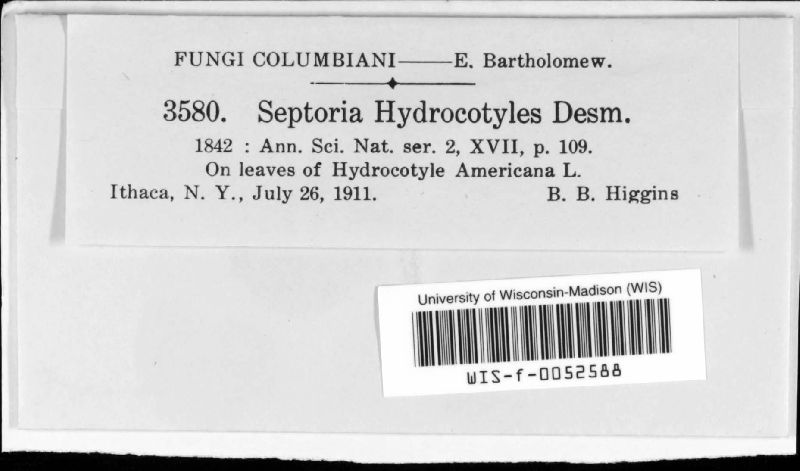 FUNGI COLUMBIANI——E. Bartholomew.
3580. Septoria Hydrocotyles Desm.
1842 : Ann. Sci. Nat. ser. 2, XVII, p. 109.
On leaves of Hydrocotyle Americana L.
Ithaca, N. Y., July 26, 1911. B. B. Higgins
University of Wisconsin-Madison (WIS)
WIS-f-0052588